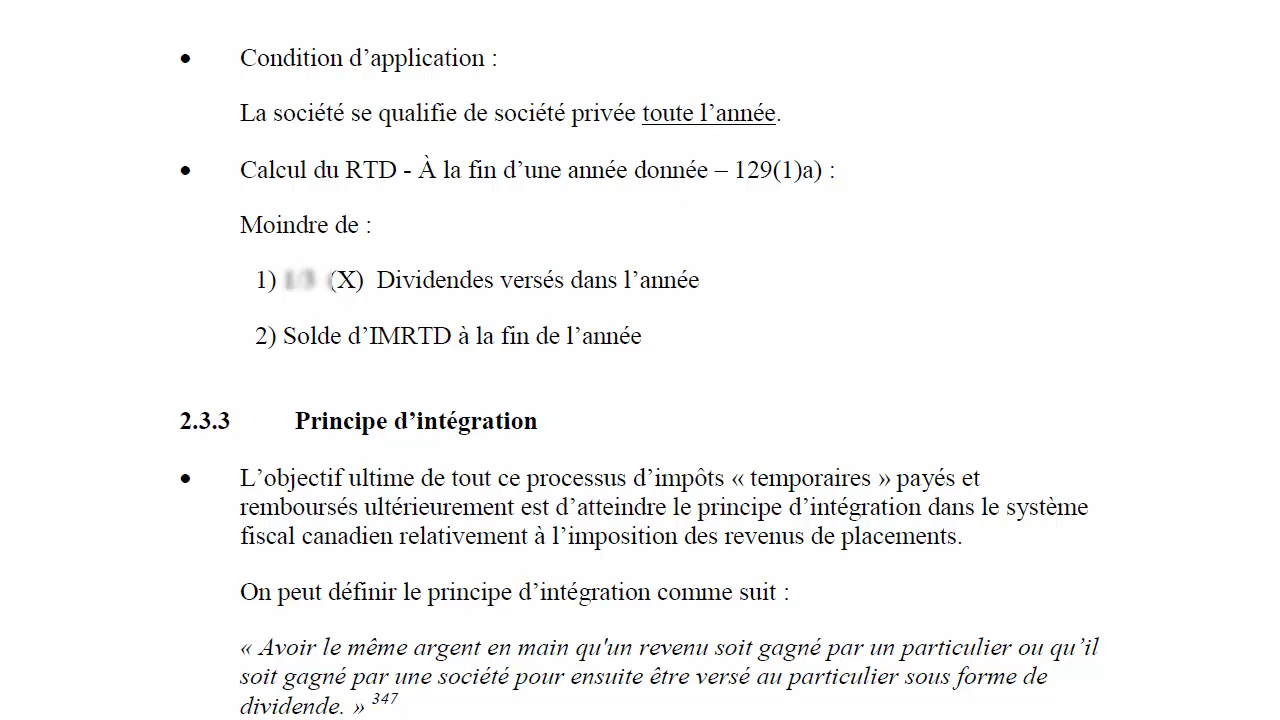 • Condition d’application :
La société se qualifie de société privée toute l’année.
• Calcul du RTD - À la fin d’une année donnée – 129(1)a) :
Moindre de :
1) (X) Dividendes versés dans l’année
2) Solde d’IMRTD à la fin de l’année
2.3.3 Principe d’intégration
• L’objectif ultime de tout ce processus d’impôts « temporaires » payés et
remboursés ultérieurement est d’atteindre le principe d’intégration dans le système
fiscal canadien relativement à l’imposition des revenus de placements.
On peut définir le principe d’intégration comme suit :
« Avoir le même argent en main qu'un revenu soit gagné par un particulier ou qu’il
soit gagné par une société pour ensuite être versé au particulier sous forme de
dividende. » 347